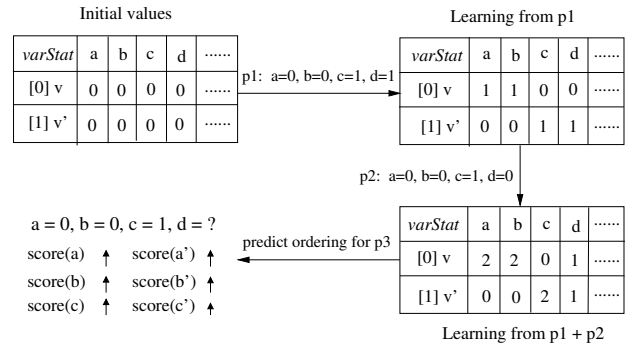 Initial values
varStat a b c d ......
[0] v 0 0 0 0 ......
[1] v' 0 0 0 0 ......
p1: a=0, b=0, c=1, d=1
Learning from p1
varStat a b c d ......
[0] v 1 1 0 0 ......
[1] v' 0 0 1 1 ......
p2: a=0, b=0, c=1, d=0
varStat a b c d ......
[0] v 2 2 0 1 ......
[1] v' 0 0 2 1 ......
Learning from p1 + p2
predict ordering for p3
a = 0, b = 0, c = 1, d = ?
score(a) score(a')
score(b) score(b')
score(c) score(c')